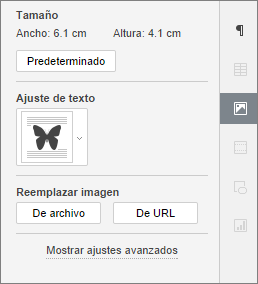 Tamaño
Ancho: 6.1 cm Altura: 4.1 cm
Predeterminado
Ajuste de texto
Reemplazar imagen
De archivo De URL
Mostrar ajustes avanzados